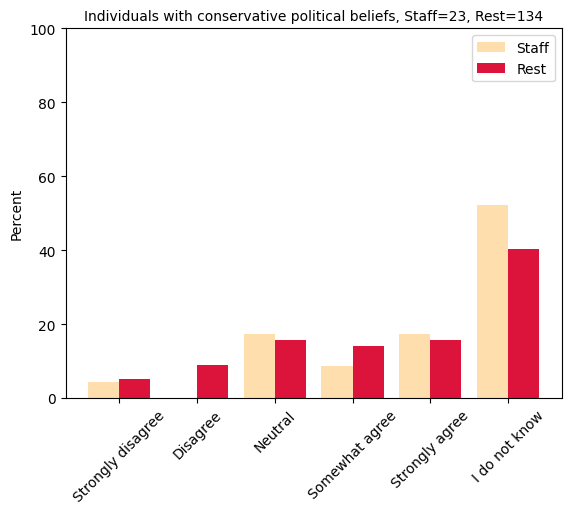 Individuals with conservative political beliefs, Staff=23, Rest=134
Staff
Rest
Percent
100
80
60
40
20
0
Strongly disagree
Disagree
Neutral
Somewhat agree
Strongly agree
I do not know